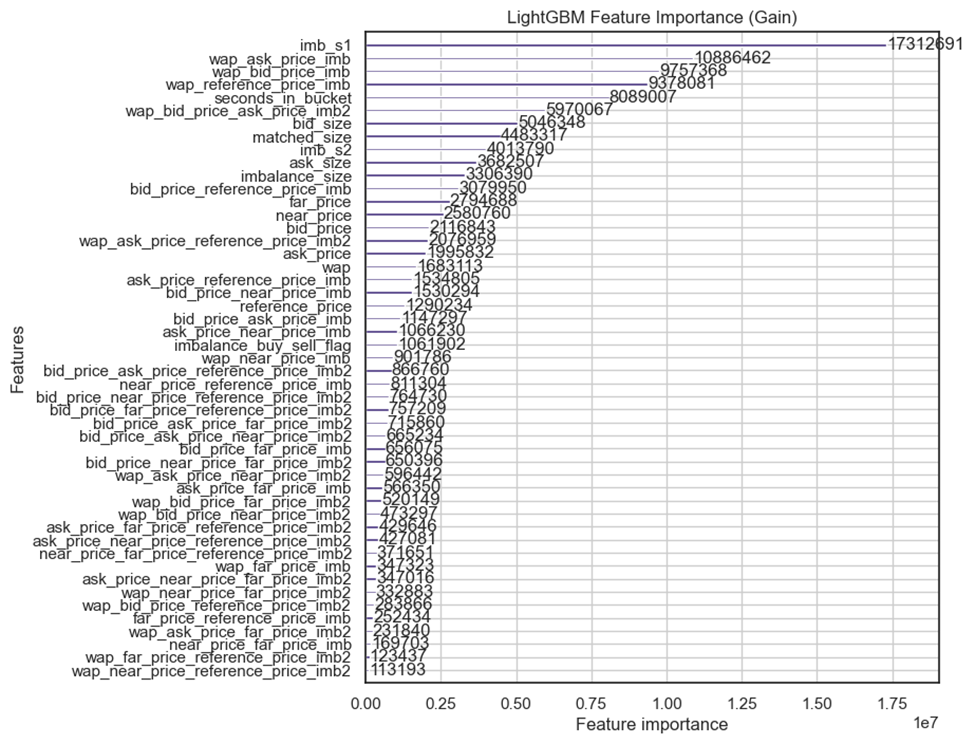 LightGBM Feature Importance (Gain)
imb_s1 17312691
wap_ask_price_imb 10886462
wap_bid_price_imb 9757368
wap_reference_price_imb 9378081
seconds_in_bucket 8089007
wap_bid_price_ask_price_imb2 5970067
bid_size 5046348
matched_size 4483317
imb_s2 4013790
ask_size 3682507
imbalance_size 3306390
bid_price_reference_price_imb 3079950
far_price 2794688
near_price 2580760
bid_price 2116843
wap_ask_price_reference_price_imb2 2076959
ask_price 1995832
wap 1683113
ask_price_reference_price_imb 1534805
bid_price_near_price_imb 1530294
reference_price 1290234
bid_price_ask_price_imb 1147297
ask_price_near_price_imb 1066230
imbalance_buy_sell_flag 1061902
wap_near_price_imb 901786
bid_price_ask_price_reference_price_imb2 866760
near_price_reference_price_imb 811304
bid_price_near_price_reference_price_imb2 764730
bid_price_far_price_reference_price_imb2 757209
bid_price_ask_price_far_price_imb2 715860
bid_price_ask_price_near_price_imb2 665234
bid_price_far_price_imb 656075
bid_price_near_price_far_price_imb2 650396
wap_ask_price_near_price_imb2 596442
ask_price_far_price_imb 566350
wap_bid_price_far_price_imb2 520149
wap_bid_price_near_price_imb2 473297
ask_price_far_price_reference_price_imb2 429646
ask_price_near_price_reference_price_imb2 427081
near_price_far_price_reference_price_imb2 371651
wap_far_price_imb 347323
ask_price_near_price_far_price_imb2 347016
wap_near_price_far_price_imb2 332883
wap_bid_price_reference_price_imb2 283866
far_price_reference_price_imb 252434
wap_ask_price_far_price_imb2 231840
near_price_far_price_imb 169703
wap_far_price_reference_price_imb2 123437
wap_near_price_reference_price_imb2 113193
Features
0.00 0.25 0.50 0.75 1.00 1.25 1.50 1.75
Feature importance
1e7